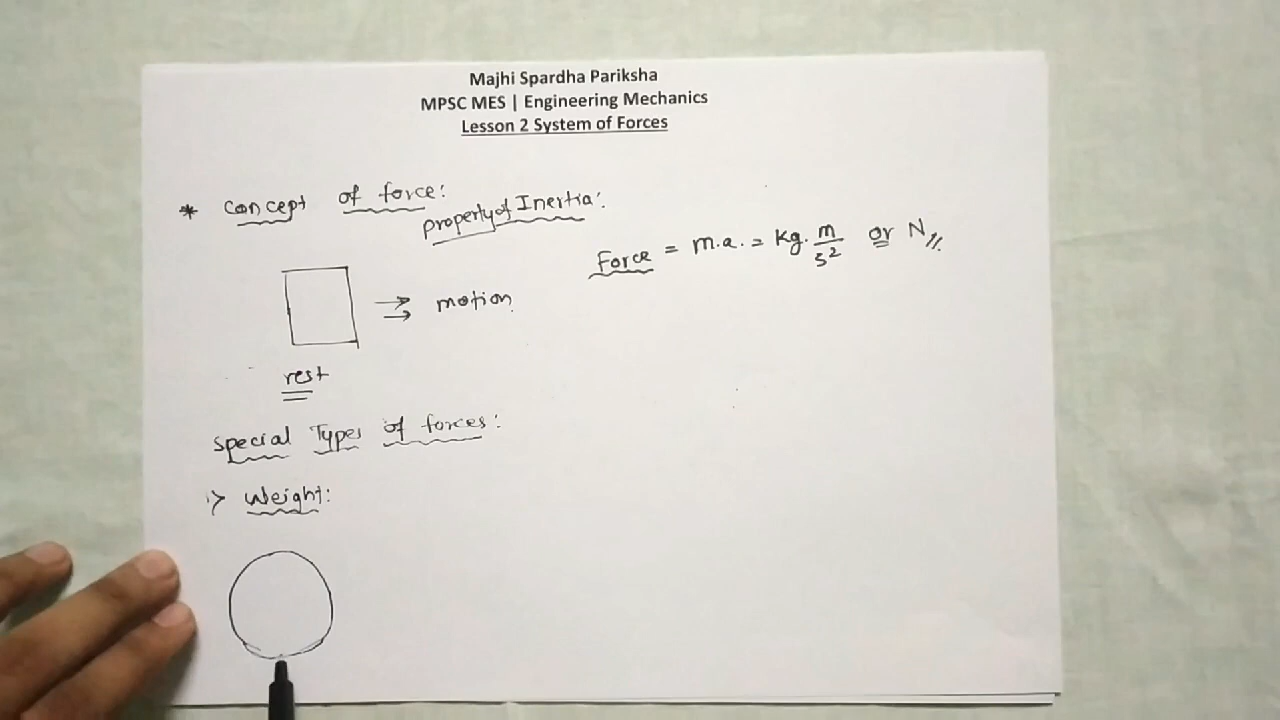 Majhi Spardha Pariksha
MPSC MES | Engineering Mechanics
Lesson 2 System of Forces
* Concept of force:
property of Inertia:
Force = m.a. = kg. m/s² or N
motion
rest
special Types of forces:
1> Weight: